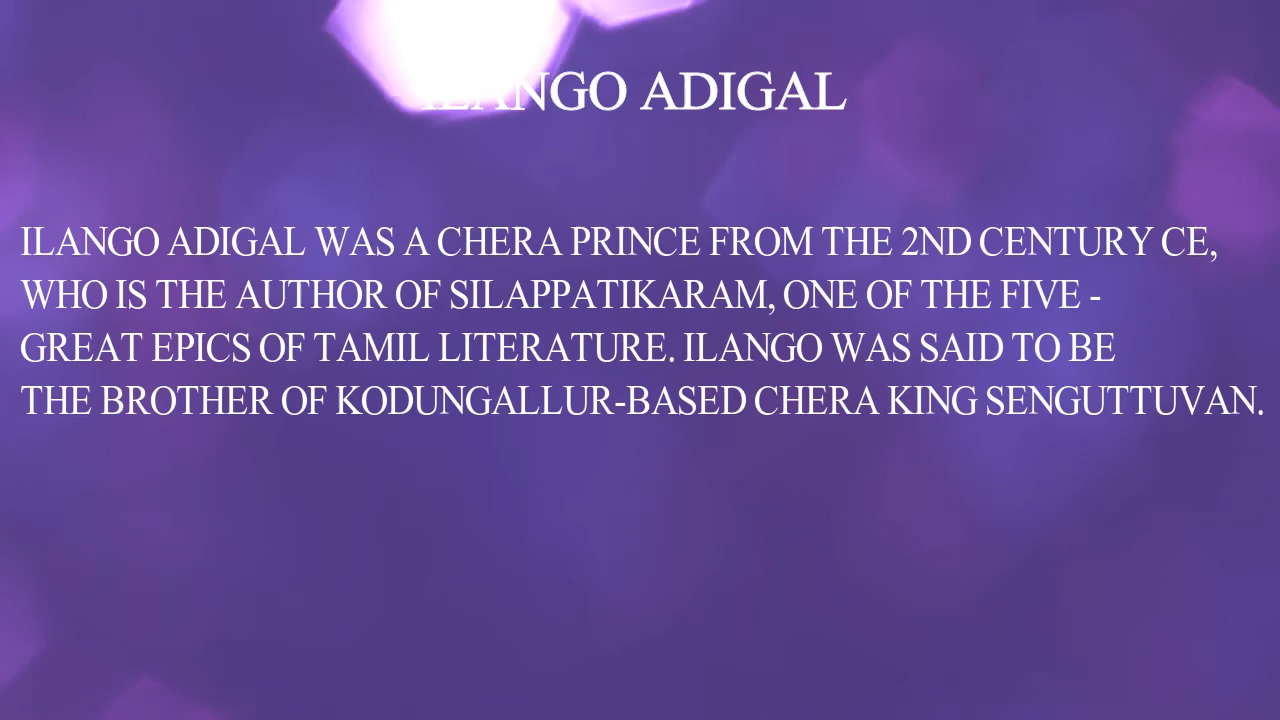 ILANGO ADIGAL
ILANGO ADIGAL WAS A CHERA PRINCE FROM THE 2ND CENTURY CE,
WHO IS THE AUTHOR OF SILAPPATIKARAM, ONE OF THE FIVE -
GREAT EPICS OF TAMIL LITERATURE. ILANGO WAS SAID TO BE
THE BROTHER OF KODUNGALLUR-BASED CHERA KING SENGUTTUVAN.